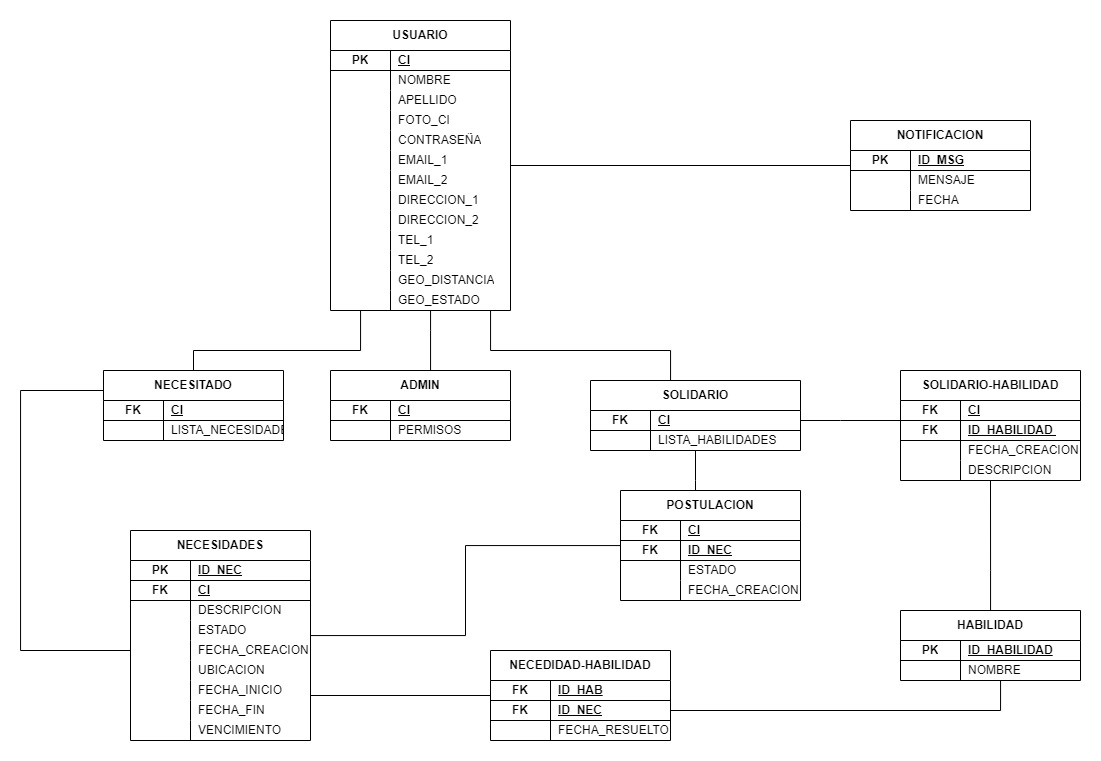 USUARIO
PK CI
NOMBRE
APELLIDO
FOTO_CI
CONTRASEÑA
EMAIL_1
EMAIL_2
DIRECCION_1
DIRECCION_2
TEL_1
TEL_2
GEO_DISTANCIA
GEO_ESTADO
NOTIFICACION
PK ID_MSG
MENSAJE
FECHA
NECESITADO
FK CI
LISTA_NECESIDADE
ADMIN
FK CI
PERMISOS
SOLIDARIO
FK CI
LISTA_HABILIDADES
SOLIDARIO-HABILIDAD
FK CI
FK ID_HABILIDAD
FECHA_CREACION
DESCRIPCION
POSTULACION
FK CI
FK ID_NEC
ESTADO
FECHA_CREACION
NECESIDADES
PK ID_NEC
FK CI
DESCRIPCION
ESTADO
FECHA_CREACION
UBICACION
FECHA_INICIO
FECHA_FIN
VENCIMIENTO
NECEDIDAD-HABILIDAD
FK ID_HAB
FK ID_NEC
FECHA_RESUELTO
HABILIDAD
PK ID_HABILIDAD
NOMBRE